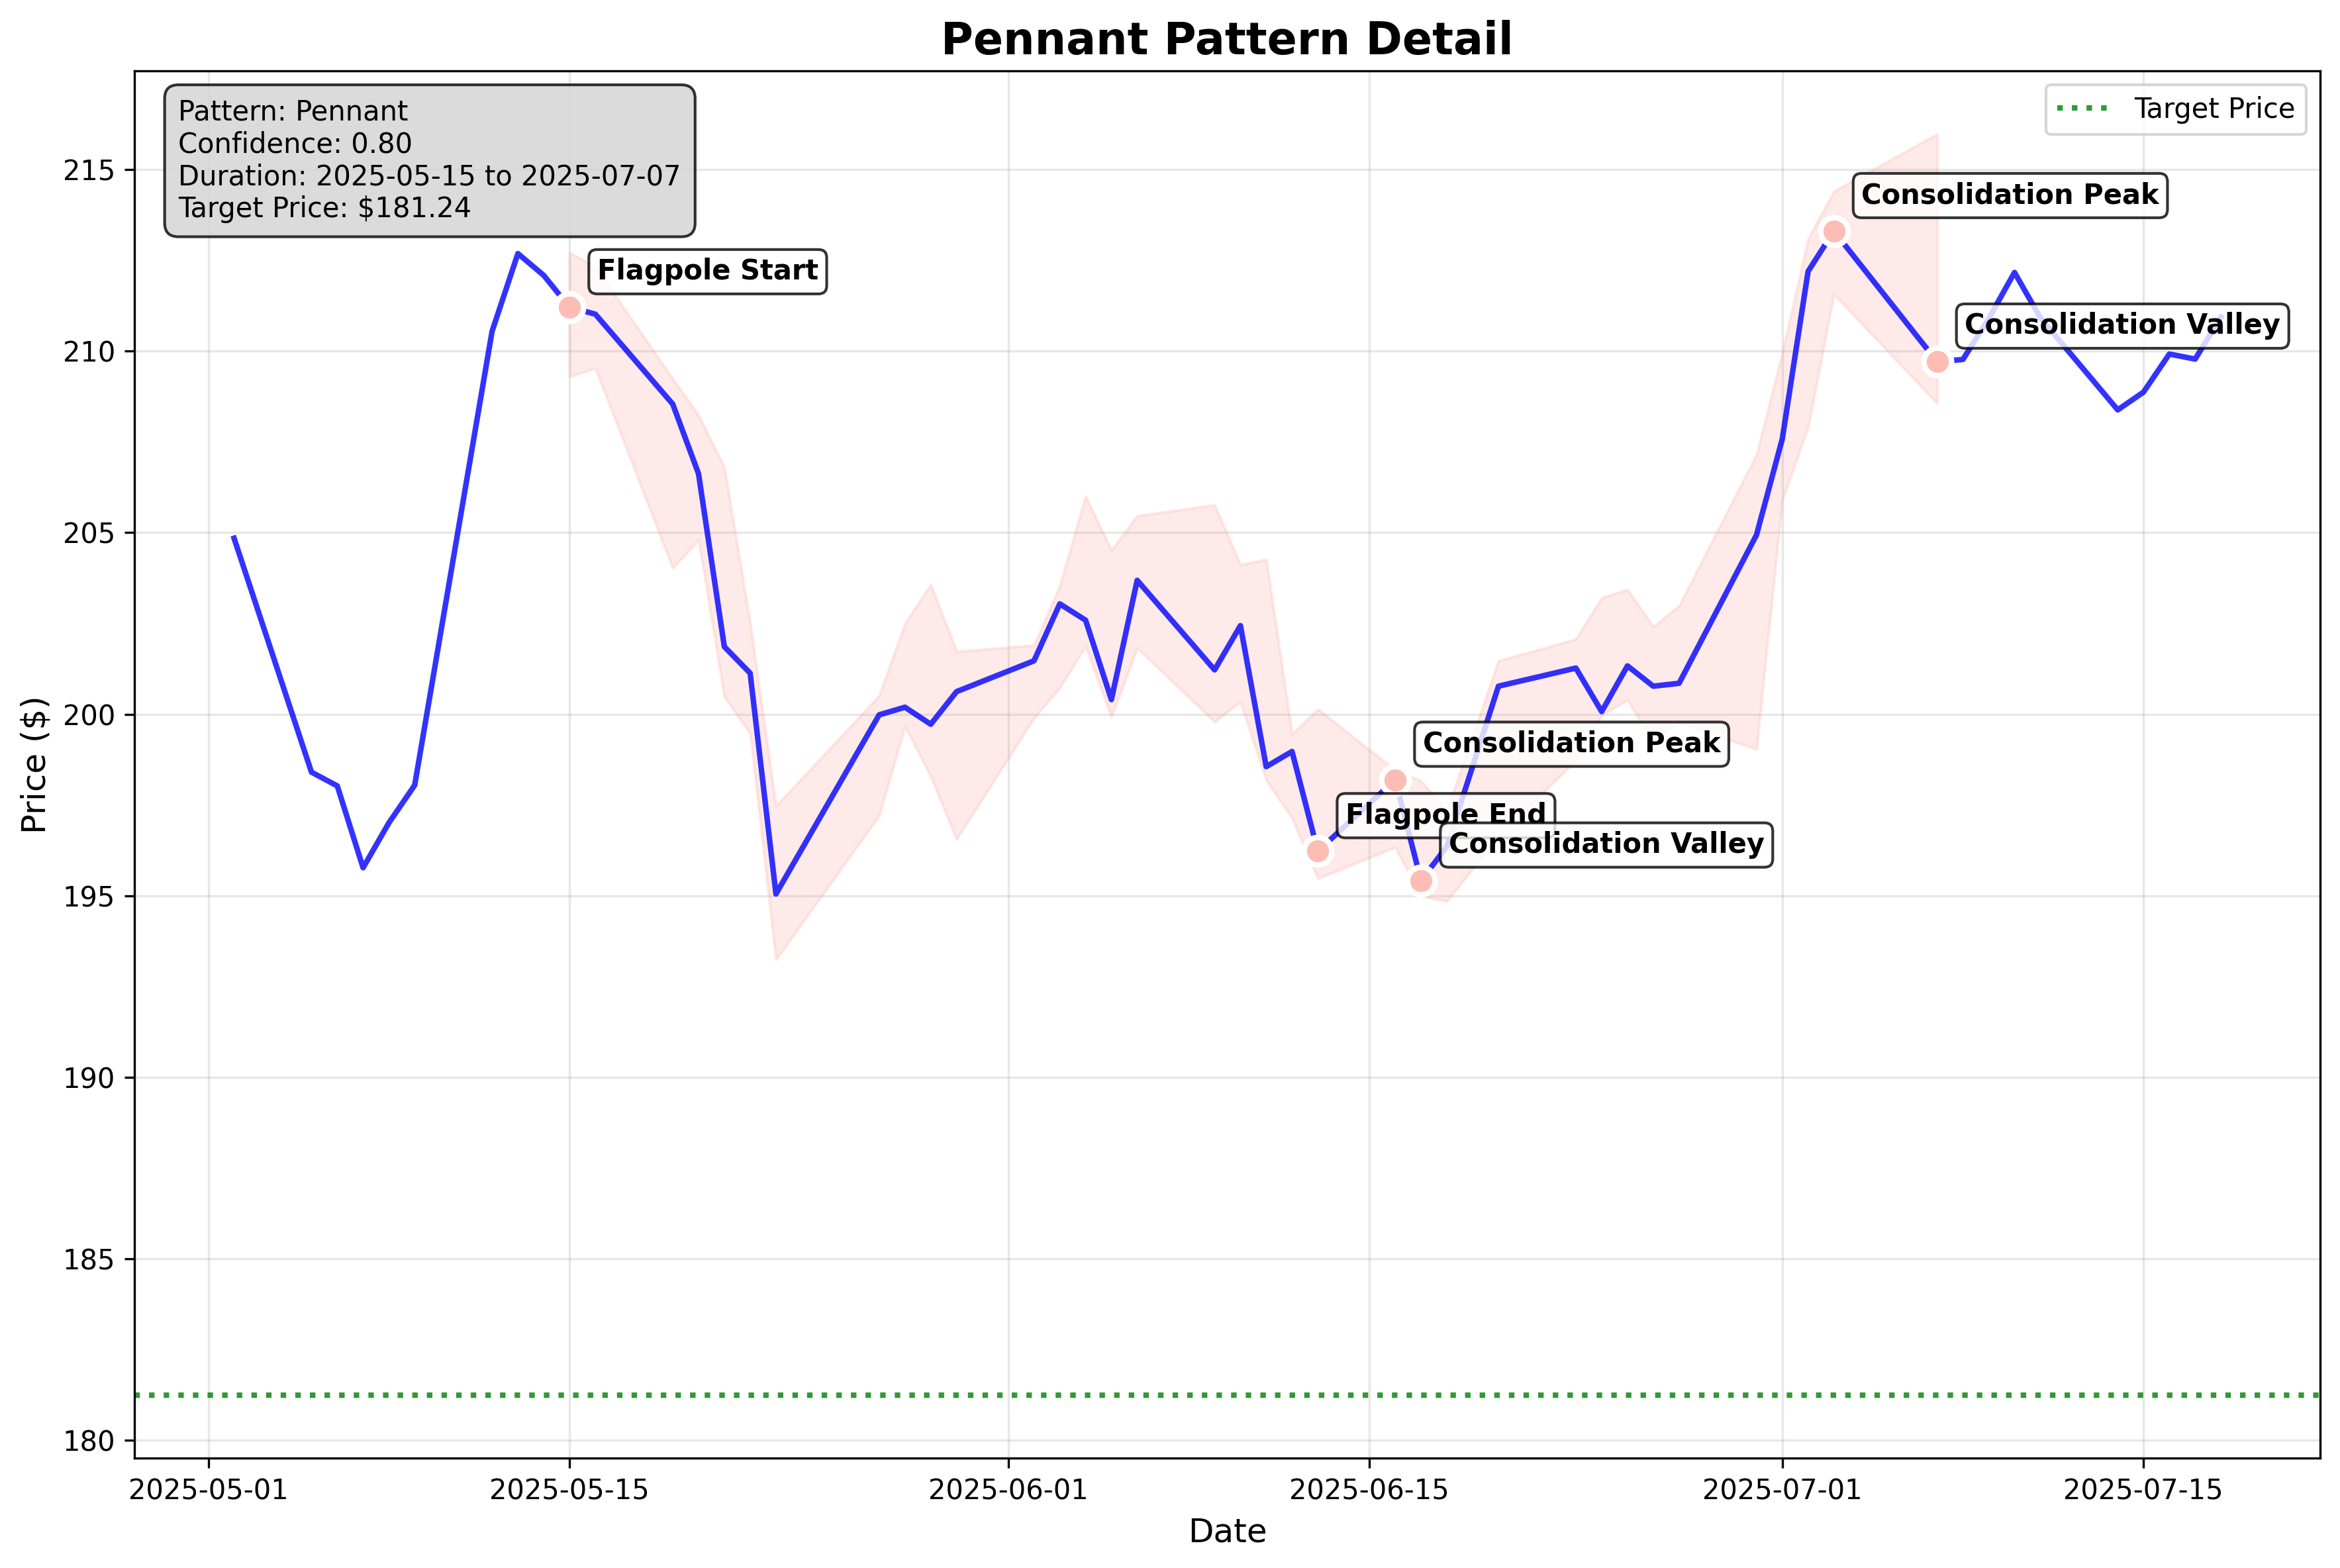 Pennant Pattern Detail
Pattern: Pennant
Confidence: 0.80
Duration: 2025-05-15 to 2025-07-07
Target Price: $181.24
Target Price
Consolidation Peak
Flagpole Start
Consolidation Valley
Consolidation Peak
Flagpole End
Consolidation Valley
Price ($)
215
210
205
200
195
190
185
180
2025-05-01
2025-05-15
2025-06-01
2025-06-15
2025-07-01
2025-07-15
Date